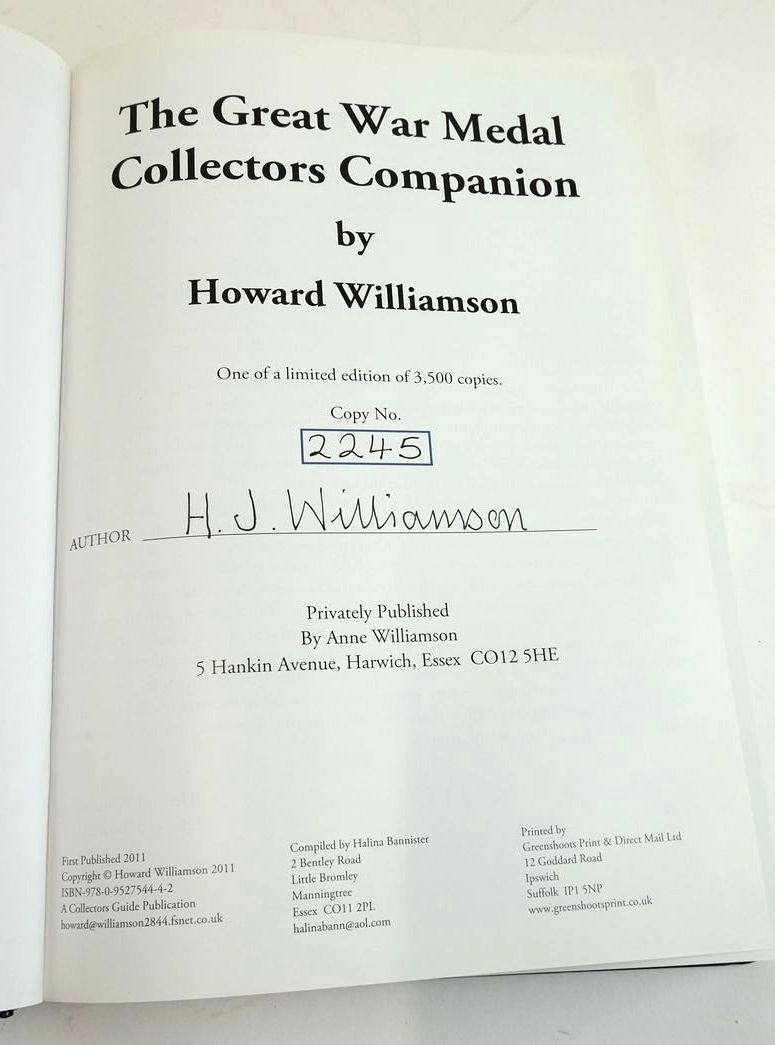 The Great War Medal
Collectors Companion
by
Howard Williamson
One of a limited edition of 3,500 copies.
Copy No.
2245
H. J. Williamson
AUTHOR
Privately Published
By Anne Williamson
5 Hankin Avenue, Harwich, Essex CO12 5HE
First Published 2011
Copyright © Howard Williamson 2011
ISBN-978-0-9527544-4-2
A Collectors Guide Publication
howard@williamson2844.fsnet.co.uk
Compiled by Halina Bannister
2 Bentley Road
Little Bromley
Manningtree
Essex CO11 2PL
halinabann@aol.com
Printed by
Greenshoots Print & Direct Mail Ltd
12 Goddard Road
Ipswich
Suffolk IP1 5NP
www.greenshootsprint.co.uk